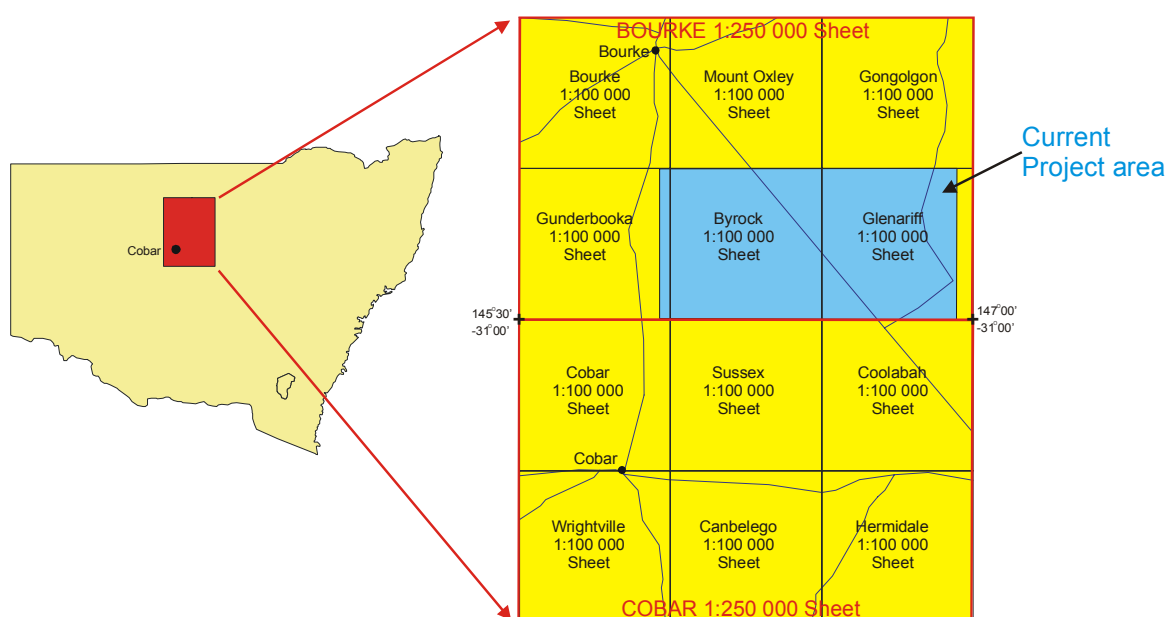 BOURKE 1:250 000 Sheet
Bourke
Bourke
1:100 000
Sheet
Mount Oxley
1:100 000
Sheet
Gongolgon
1:100 000
Sheet
Current
Project area
Cobar
Gunderbooka
1:100 000
Sheet
Byrock
1:100 000
Sheet
Glenariff
1:100 000
Sheet
145°30'
-31°00'
147°00'
-31°00'
Cobar
1:100 000
Sheet
Sussex
1:100 000
Sheet
Coolabah
1:100 000
Sheet
Cobar
Wrightville
1:100 000
Sheet
Canbelego
1:100 000
Sheet
Hermidale
1:100 000
Sheet
COBAR 1:250 000 Sheet